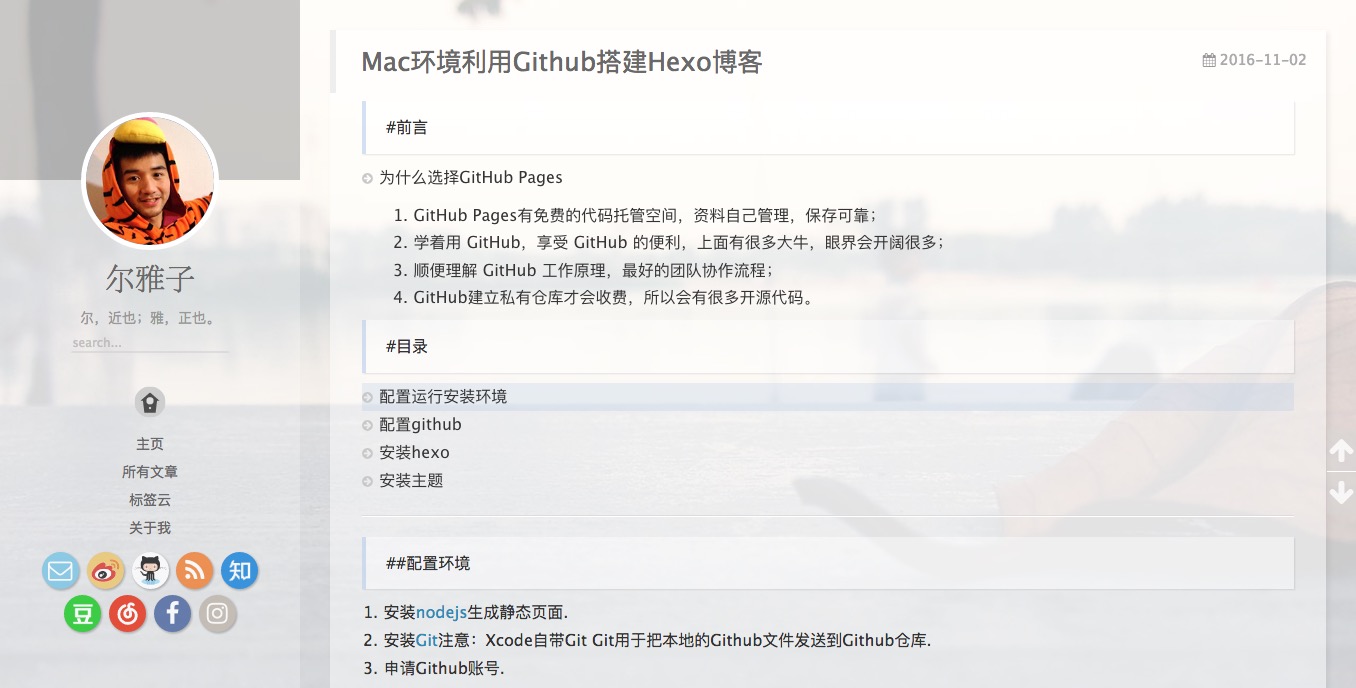 Mac环境利用Github搭建Hexo博客
2016-11-02
#前言
为什么选择GitHub Pages
1. GitHub Pages有免费的代码托管空间，资料自己管理，保存可靠；
2. 学着用 GitHub，享受 GitHub 的便利，上面有很多大牛，眼界会开阔很多；
3. 顺便理解 GitHub 工作原理，最好的团队协作流程；
4. GitHub建立私有仓库才会收费，所以会有很多开源代码。
#目录
配置运行安装环境
配置github
安装hexo
安装主题
##配置环境
1. 安装nodejs生成静态页面.
2. 安装Git注意：Xcode自带Git Git用于把本地的Github文件发送到Github仓库.
3. 申请Github账号.
尔雅子
尔，近也；雅，正也。
search...
主页
所有文章
标签云
关于我
知
豆
f